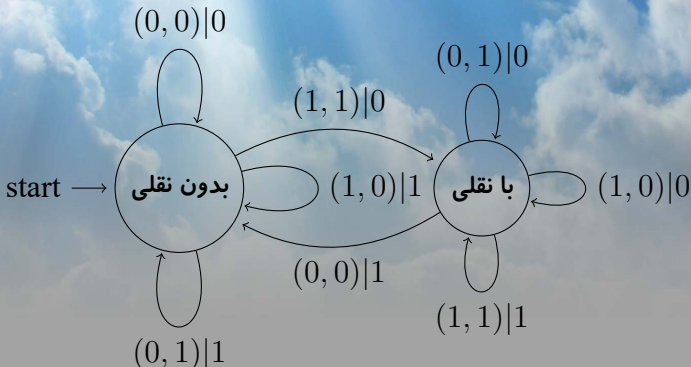 (0, 0)|0
(0, 1)|0
(1, 1)|0
start
بدون نقلی
(1, 0)|1
با نقلی
(1, 0)|0
(0, 0)|1
(1, 1)|1
(0, 1)|1